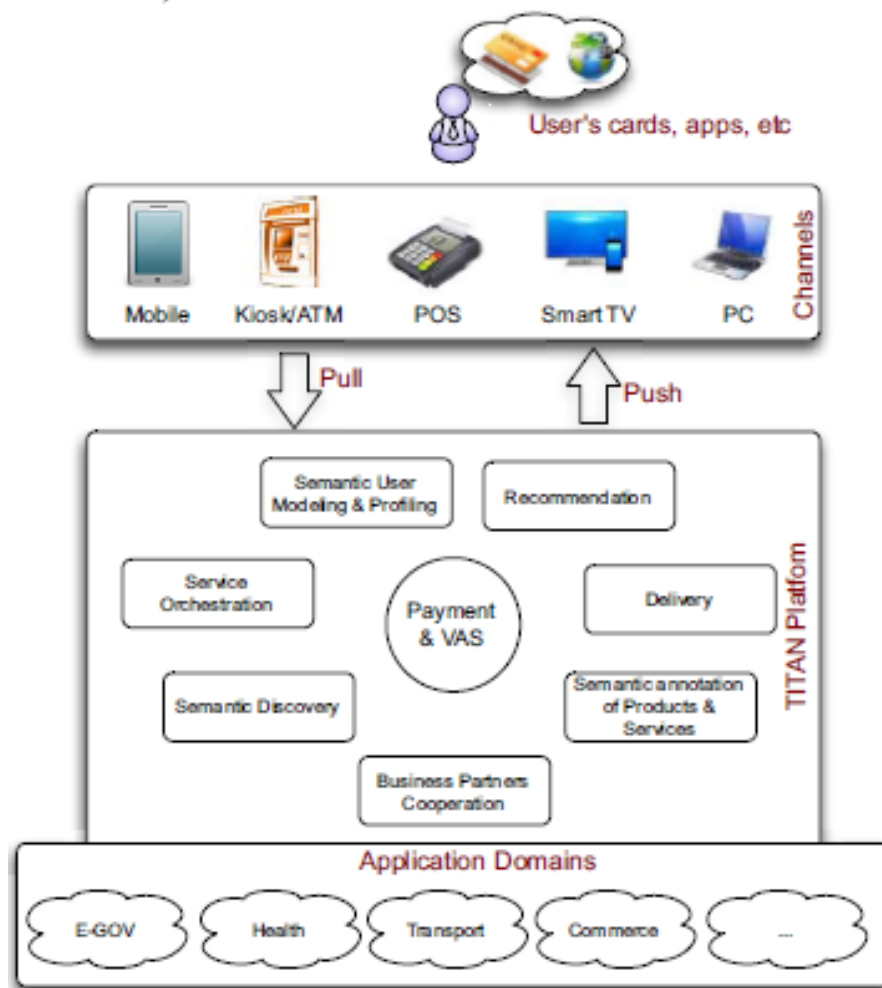 User's cards, apps, etc
Channels
Mobile
Kiosk/ATM
POS
Smart TV
PC
Pull
Push
TITAN Platfom
Semantic User
Modeling & Profiling
Recommendation
Service
Orchestration
Payment
& VAS
Delivery
Semantic Discovery
Semantic annotation
of Products &
Services
Business Partners
Cooperation
Application Domains
E-GOV
Health
Transport
Commerce
...